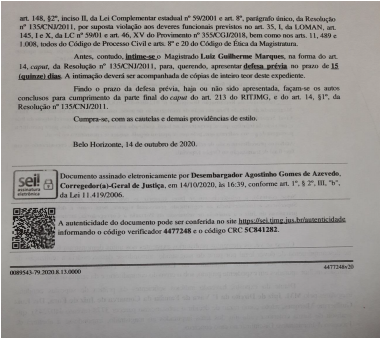 art. 148, §2º, inciso II, da Lei Complementar estadual nº 59/2001 e art. 8º, parágrafo único, da Resolução
nº 135/CNJ/2011, por suposta violação aos deveres funcionais previstos no art. 35, I, da LOMAN, art.
145, I e X, da LC nº 59/01 e art. 46, XV do Provimento nº 355/CGJ/2018, bem como nos arts. 11, 489 e
1.008, todos do Código de Processo Civil e arts. 8º e 20 do Código de Ética da Magistratura.
Antes, contudo, intime-se o Magistrado Luiz Guilherme Marques, na forma do art.
14, caput, da Resolução nº 135/CNJ/2011, para, querendo, apresentar defesa prévia no prazo de 15
(quinze) dias. A intimação deverá ser acompanhada de cópias de inteiro teor deste expediente.
Findo o prazo da defesa prévia, haja ou não sido apresentada, façam-se os autos
conclusos para cumprimento da parte final do caput do art. 213 do RITJMG, e do art. 14, §1º, da
Resolução nº 135/CNJ/2011.
Cumpra-se, com as cautelas e demais providências de estilo.
Belo Horizonte, 14 de outubro de 2020.
sei!
assinatura
eletrônica
Documento assinado eletronicamente por Desembargador Agostinho Gomes de Azevedo,
Corregedor(a)-Geral de Justiça, em 14/10/2020, às 16:39, conforme art. 1º, § 2º, III, "b",
da Lei 11.419/2006.
A autenticidade do documento pode ser conferida no site https://sei.tjmg.jus.br/autenticidade
informando o código verificador 4477248 e o código CRC 5C841282.
0089543-79.2020.8.13.0000
4477248v20